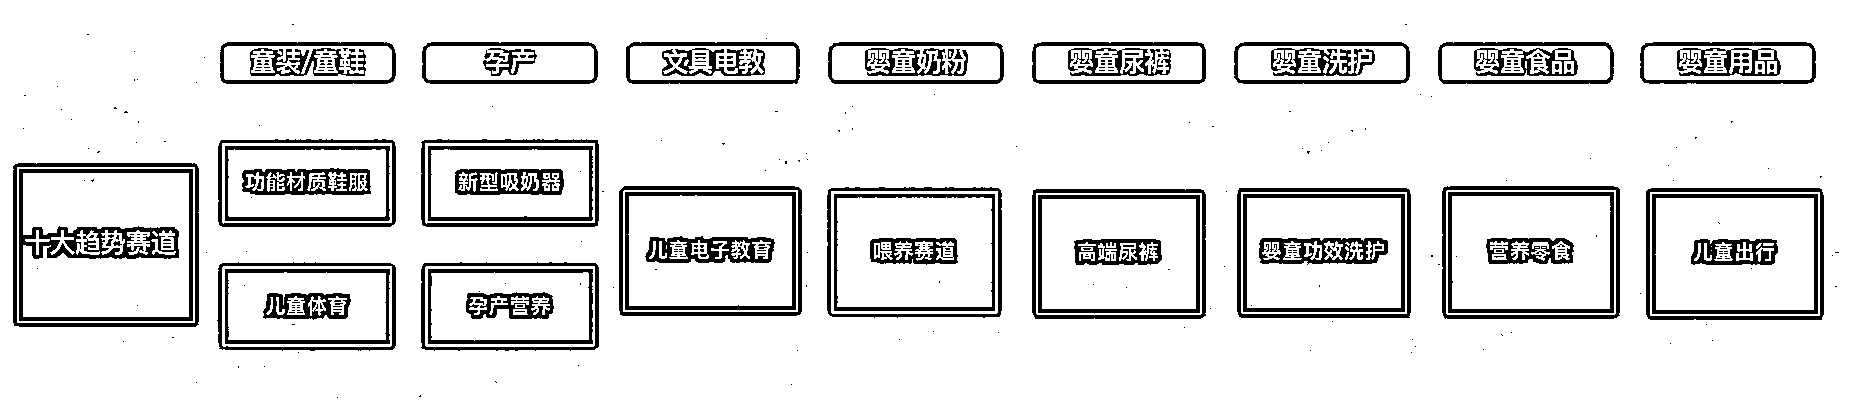 童装/童鞋
孕产
文具电教
婴童奶粉
婴童尿裤
婴童洗护
婴童食品
婴童用品
十大趋势赛道
功能材质鞋服
新型吸奶器
儿童体育
孕产营养
儿童电子教育
喂养赛道
高端尿裤
婴童功效洗护
营养零食
儿童出行